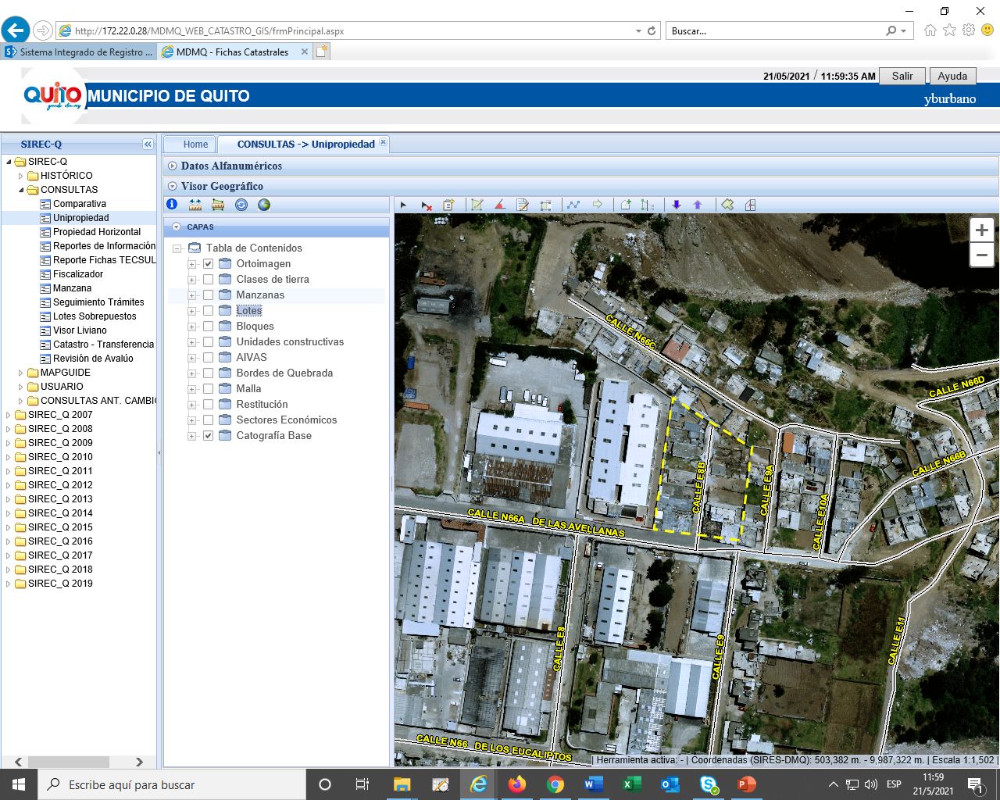 http://172.22.0.28/MDMQ_WEB_CATASTRO_GIS/frmPrincipal.aspx
Buscar...
Sistema Integrado de Registro ...
MDMQ - Fichas Catastrales
21/05/2021 / 11:59:35 AM
Salir
Ayuda
QUITO
MUNICIPIO DE QUITO
yburbano
SIREC-Q
Home
CONSULTAS -> Unipropiedad
SIREC-Q
HISTÓRICO
CONSULTAS
Comparativa
Unipropiedad
Propiedad Horizontal
Reportes de Información
Reporte Fichas TECSUL
Fiscalizador
Manzana
Seguimiento Trámites
Lotes Sobrepuestos
Visor Liviano
Catastro - Transferencia
Revisión de Avalúo
MAPGUIDE
USUARIO
CONSULTAS ANT. CAMBIO
SIREC_Q 2007
SIREC_Q 2008
SIREC_Q 2009
SIREC_Q 2010
SIREC_Q 2011
SIREC_Q 2012
SIREC_Q 2013
SIREC_Q 2014
SIREC_Q 2015
SIREC_Q 2016
SIREC_Q 2017
SIREC_Q 2018
SIREC_Q 2019
Datos Alfanuméricos
Visor Geográfico
CAPAS
Tabla de Contenidos
Ortoimagen
Clases de tierra
Manzanas
Lotes
Bloques
Unidades constructivas
AIVAS
Bordes de Quebrada
Malla
Restitución
Sectores Económicos
Catografía Base
CALLE N66C
CALLE N66D
CALLE N66B
CALLE E8B
CALLE E9A
CALLE E10A
CALLE N66A DE LAS AVELLANAS
CALLE E8
CALLE E9
CALLE E11
CALLE N66 DE LOS EUCALIPTOS
| Herramienta activa: - | Coordenadas (SIRES-DMQ): 503,382 m. - 9,987,322 m. | Escala 1:1,502 |
Escribe aquí para buscar
ESP
11:59
21/5/2021
1